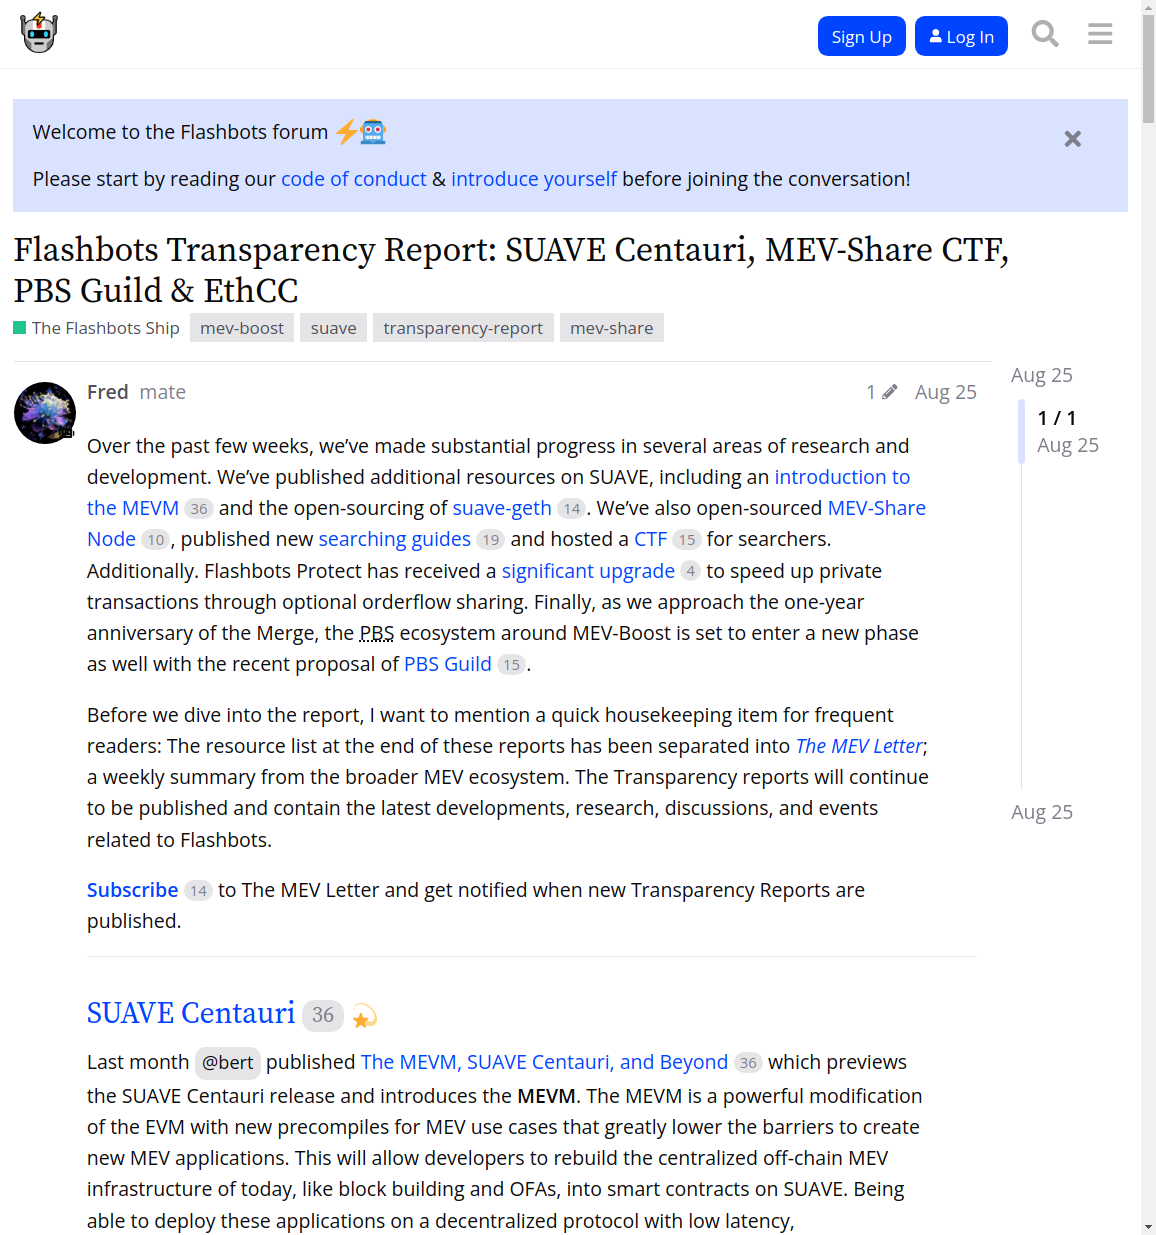 Sign Up
Log In
Welcome to the Flashbots forum
Please start by reading our code of conduct & introduce yourself before joining the conversation!
Flashbots Transparency Report: SUAVE Centauri, MEV-Share CTF,
PBS Guild & EthCC
The Flashbots Ship mev-boost suave transparency-report mev-share
Fred mate 1 Aug 25
Over the past few weeks, we’ve made substantial progress in several areas of research and
development. We’ve published additional resources on SUAVE, including an introduction to
the MEVM 36 and the open-sourcing of suave-geth 14 . We’ve also open-sourced MEV-Share
Node 10 , published new searching guides 19 and hosted a CTF 15 for searchers.
Additionally. Flashbots Protect has received a significant upgrade 4 to speed up private
transactions through optional orderflow sharing. Finally, as we approach the one-year
anniversary of the Merge, the PBS ecosystem around MEV-Boost is set to enter a new phase
as well with the recent proposal of PBS Guild 15 .
Before we dive into the report, I want to mention a quick housekeeping item for frequent
readers: The resource list at the end of these reports has been separated into The MEV Letter;
a weekly summary from the broader MEV ecosystem. The Transparency reports will continue
to be published and contain the latest developments, research, discussions, and events
related to Flashbots.
Subscribe 14 to The MEV Letter and get notified when new Transparency Reports are
published.
SUAVE Centauri 36
Last month @bert published The MEVM, SUAVE Centauri, and Beyond 36 which previews
the SUAVE Centauri release and introduces the MEVM. The MEVM is a powerful modification
of the EVM with new precompiles for MEV use cases that greatly lower the barriers to create
new MEV applications. This will allow developers to rebuild the centralized off-chain MEV
infrastructure of today, like block building and OFAs, into smart contracts on SUAVE. Being
able to deploy these applications on a decentralized protocol with low latency,
Aug 25
1 / 1
Aug 25
Aug 25